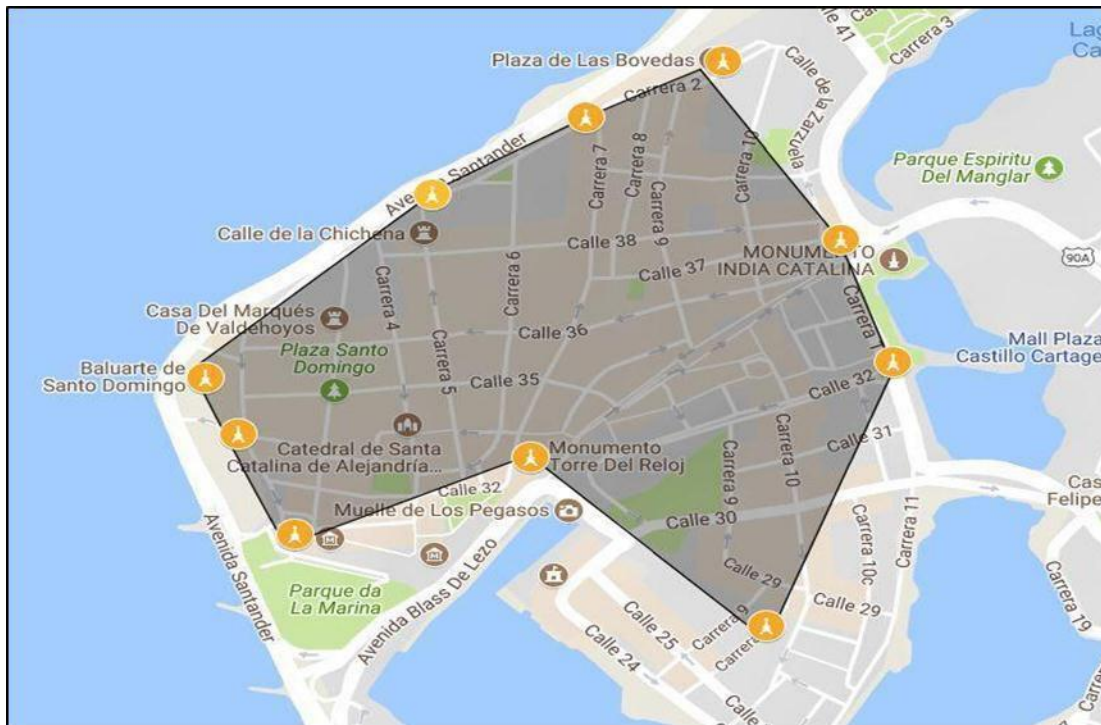 Calle 41
Carrera 3
Lag
Ca
Plaza de Las Bovedas
Calle de la Zarzuela
Carrera 2
Carrera 10
Carrera 8
Carrera 7
Carrera 9
Parque Espiritu
Del Manglar
Avenida Santander
Calle de la Chichena
Calle 38
MONUMENTO
INDIA CATALINA
90A
Calle 37
Carrera 6
Casa Del Marqués
De Valdehoyos
Carrera 4
Calle 36
Carrera 5
Carrera
Mall Plaza
Castillo Cartage
Plaza Santo
Domingo
Baluarte de
Santo Domingo
Calle 35
Calle 32
Calle 31
Catedral de Santa
Catalina de Alejandría...
Monumento
Torre Del Reloj
Carrera 9
Carrera 10
Calle 32
Muelle de Los Pegasos
Calle 30
Carrera 11
Cas
Felipe
Carrera 10c
Avenida Santander
Parque da
La Marina
Avenida Blass De Lezo
Calle 29
Calle 29
Carrera 9
Carrera
Calle 25
Calle 24
Carrera 19